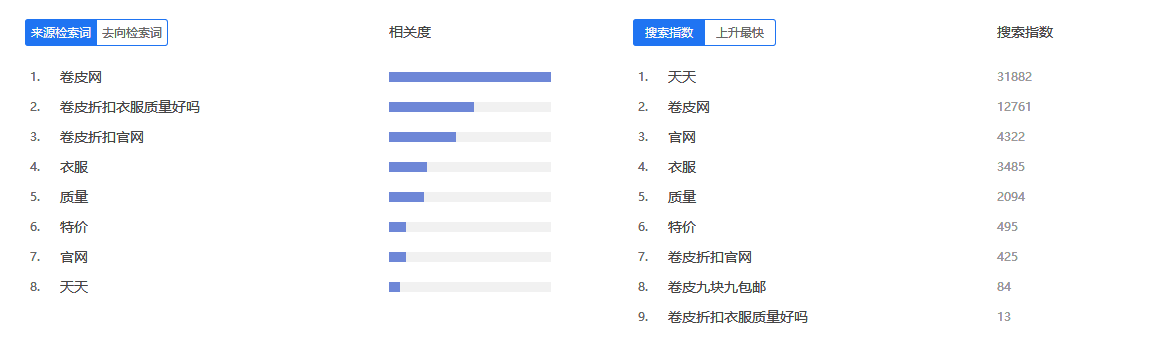 来源检索词 去向检索词 相关度
1. 卷皮网
2. 卷皮折扣衣服质量好吗
3. 卷皮折扣官网
4. 衣服
5. 质量
6. 特价
7. 官网
8. 天天
搜索指数 上升最快 搜索指数
1. 天天 31882
2. 卷皮网 12761
3. 官网 4322
4. 衣服 3485
5. 质量 2094
6. 特价 495
7. 卷皮折扣官网 425
8. 卷皮九块九包邮 84
9. 卷皮折扣衣服质量好吗 13